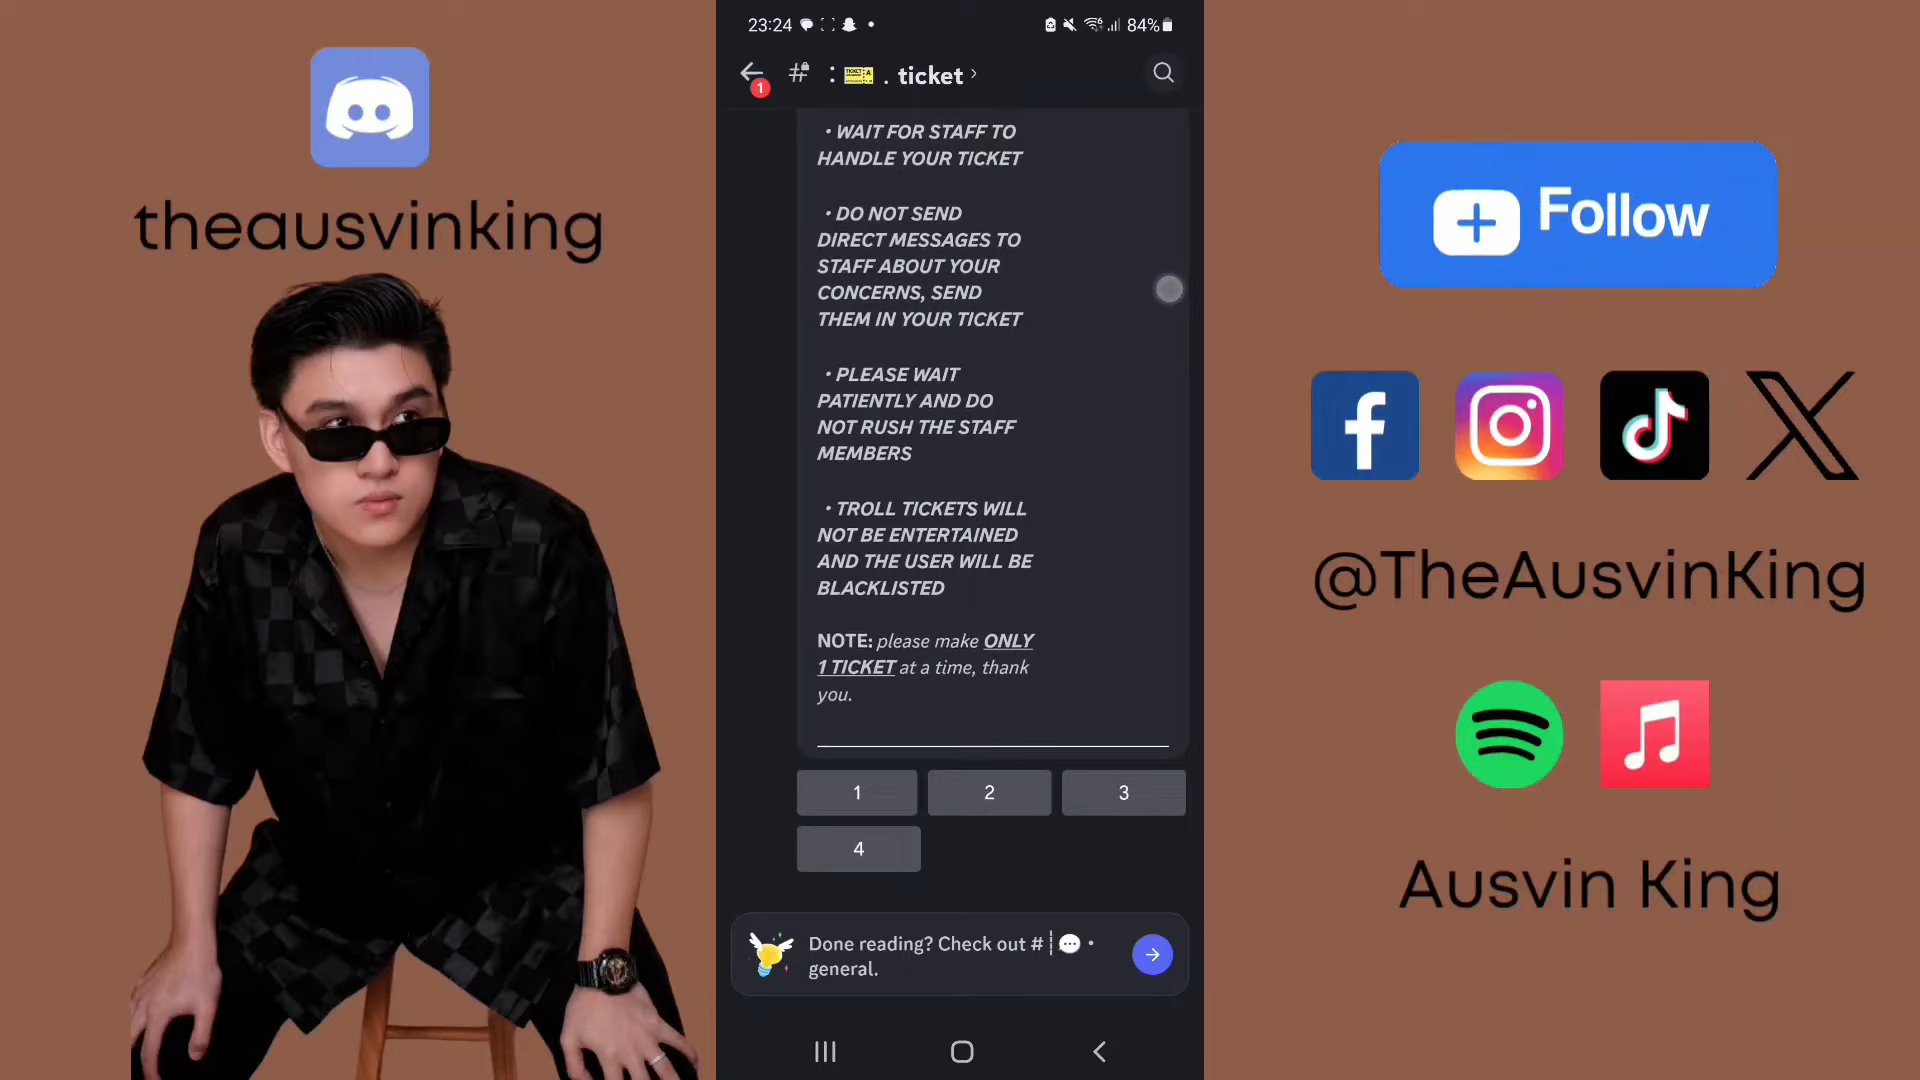 theausvinking
23:24
84%
1
# : TICKET . ticket ›
• WAIT FOR STAFF TO
HANDLE YOUR TICKET
• DO NOT SEND
DIRECT MESSAGES TO
STAFF ABOUT YOUR
CONCERNS, SEND
THEM IN YOUR TICKET
• PLEASE WAIT
PATIENTLY AND DO
NOT RUSH THE STAFF
MEMBERS
• TROLL TICKETS WILL
NOT BE ENTERTAINED
AND THE USER WILL BE
BLACKLISTED
NOTE: please make ONLY
1 TICKET at a time, thank
you.
1
2
3
4
Done reading? Check out # ┆💬 •
general.
Follow
@TheAusvinKing
Ausvin King